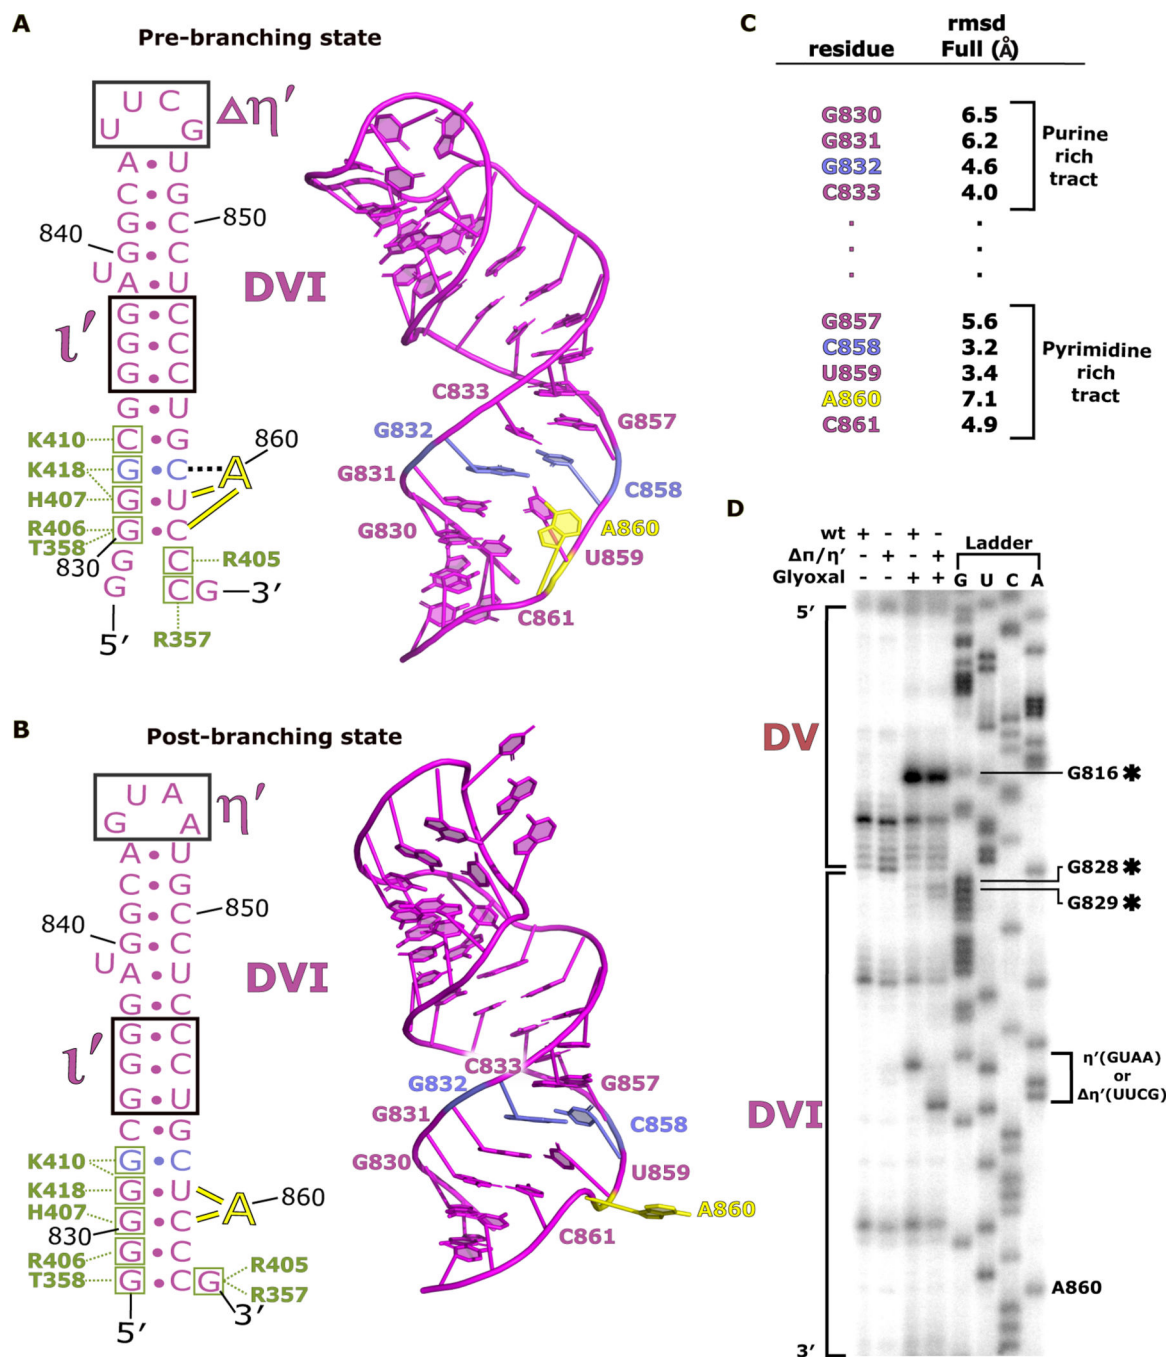 A
Pre-branching state
U C
U G
Δη′
A • U
C • G
G • C
850
840
G • C
G • C
U
A • U
DVI
ι′
G • C
G • C
G • C
G • U
K410
C • G
860
K418
G • C
A
H407
G • U
R406
T358
G • C
830
G
C
R405
G
C
G
3′
5′
R357
C833
G857
G832
G831
C858
G830
A860
U859
C861
B
Post-branching state
U A
G A
η′
A • U
C • G
G • C
850
840
G • C
G • C
U
A • U
DVI
G • C
ι′
G • C
G • C
G • U
C • G
K410
G • C
K418
G • U
A
860
H407
G • C
830
R406
G • C
T358
G • C
G
R405
R357
5′
3′
C833
G857
G832
G831
C858
G830
U859
A860
C861
C
residue
rmsd
Full (Å)
G830 6.5
G831 6.2
G832 4.6
C833 4.0
Purine
rich
tract
. .
. .
. .
G857 5.6
C858 3.2
U859 3.4
A860 7.1
C861 4.9
Pyrimidine
rich
tract
D
wt + - + -
Δπ/η′ - + - +
Glyoxal - - + +
Ladder
G U C A
5′
DV
G816 ✱
G828 ✱
G829 ✱
DVI
η′(GUAA)
or
Δη′(UUCG)
A860
3′